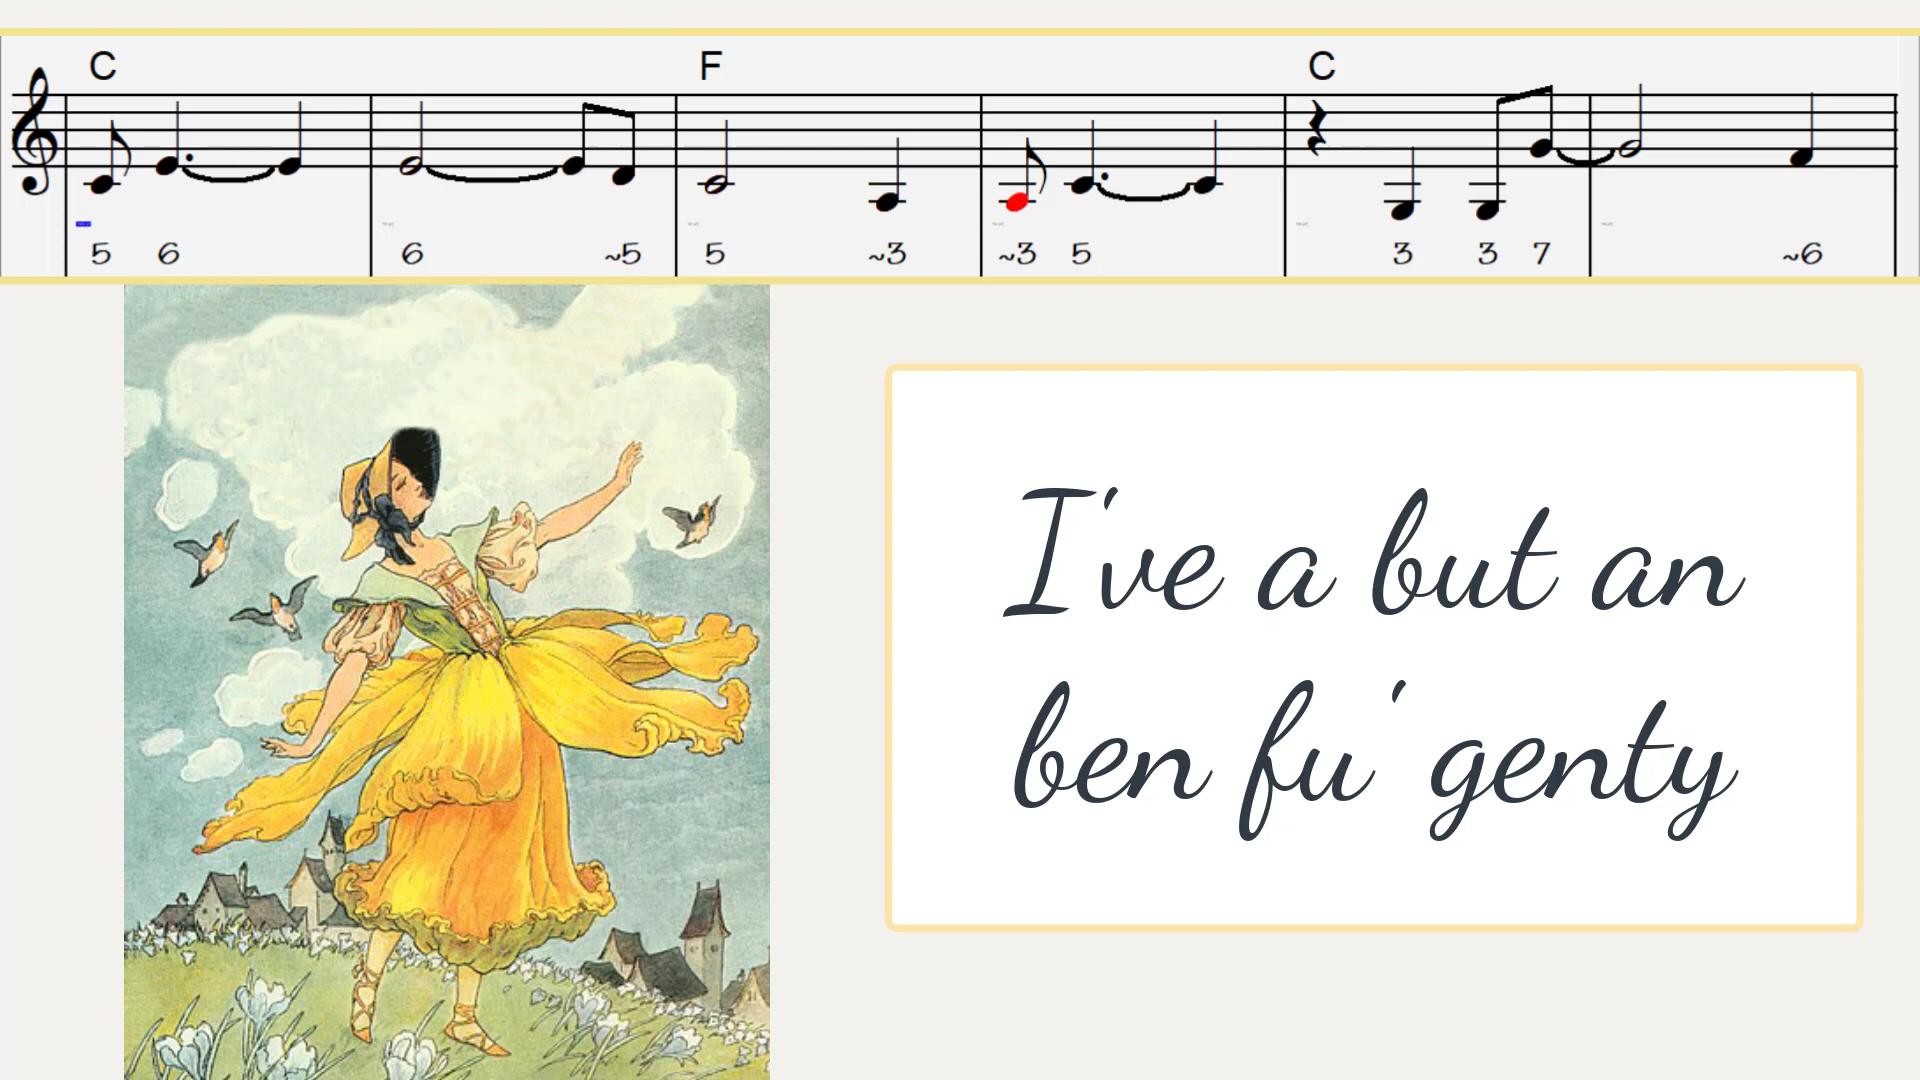 C F C
5 6 6 ~5 5 ~3 ~3 5 3 3 7 ~6
I've a but an
ben fu' genty